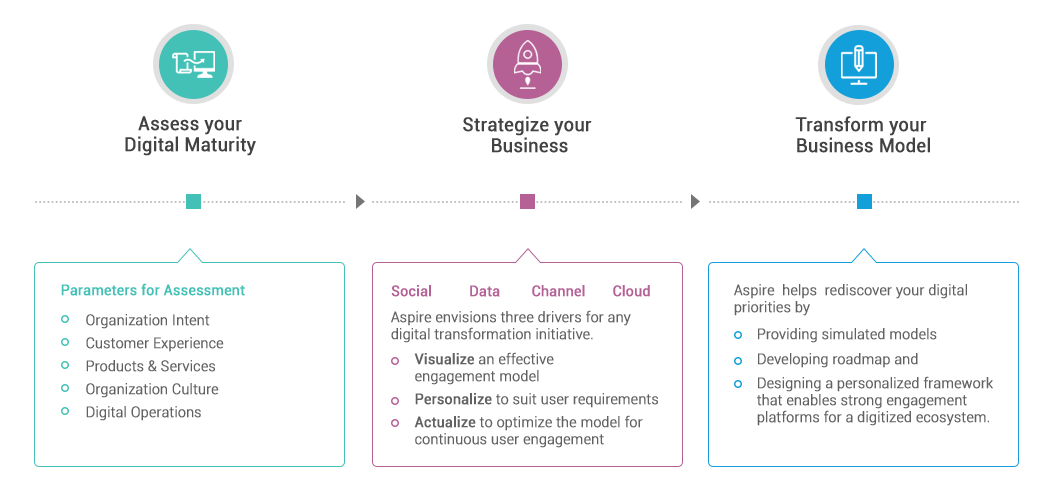 Assess your
Digital Maturity
Strategize your
Business
Transform your
Business Model
Parameters for Assessment
Organization Intent
Customer Experience
Products & Services
Organization Culture
Digital Operations
Social Data Channel Cloud
Aspire envisions three drivers for any
digital transformation initiative.
Visualize an effective
engagement model
Personalize to suit user requirements
Actualize to optimize the model for
continuous user engagement
Aspire helps rediscover your digital
priorities by
Providing simulated models
Developing roadmap and
Designing a personalized framework
that enables strong engagement
platforms for a digitized ecosystem.